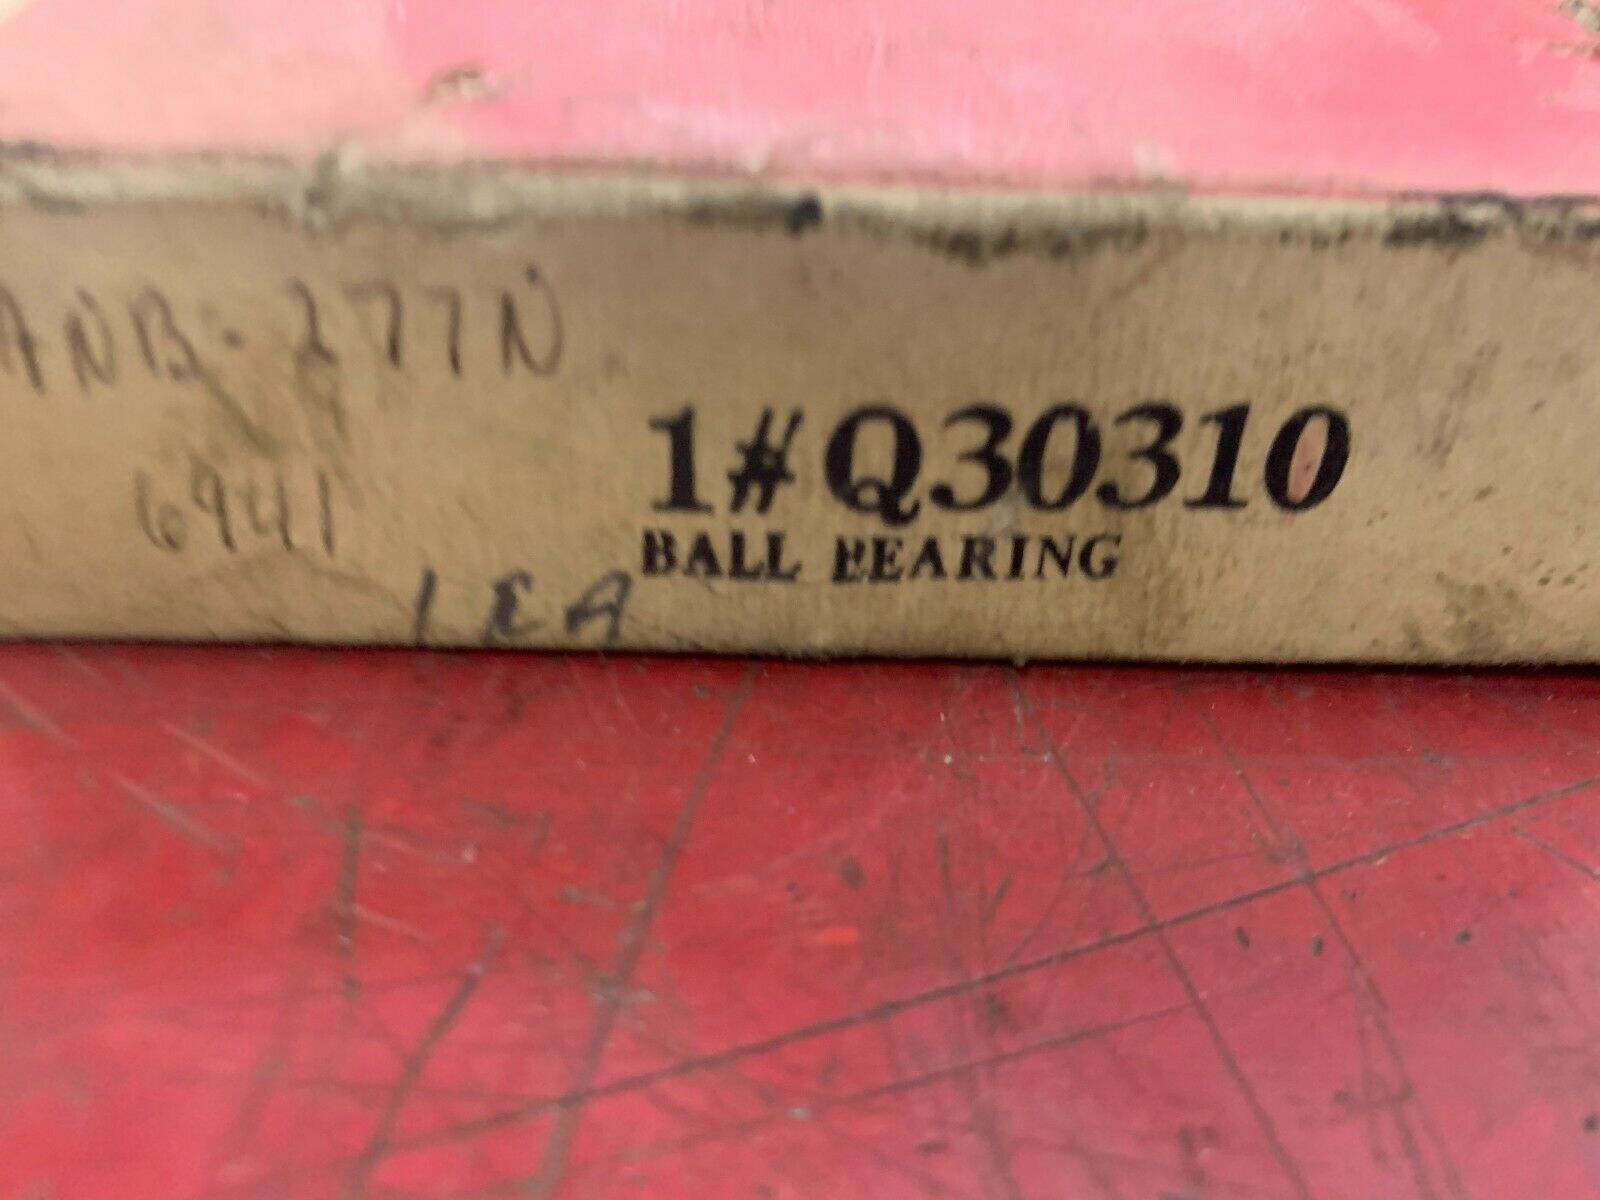 ANB-277N
1#Q30310
6941
BALL BEARING
1 EA